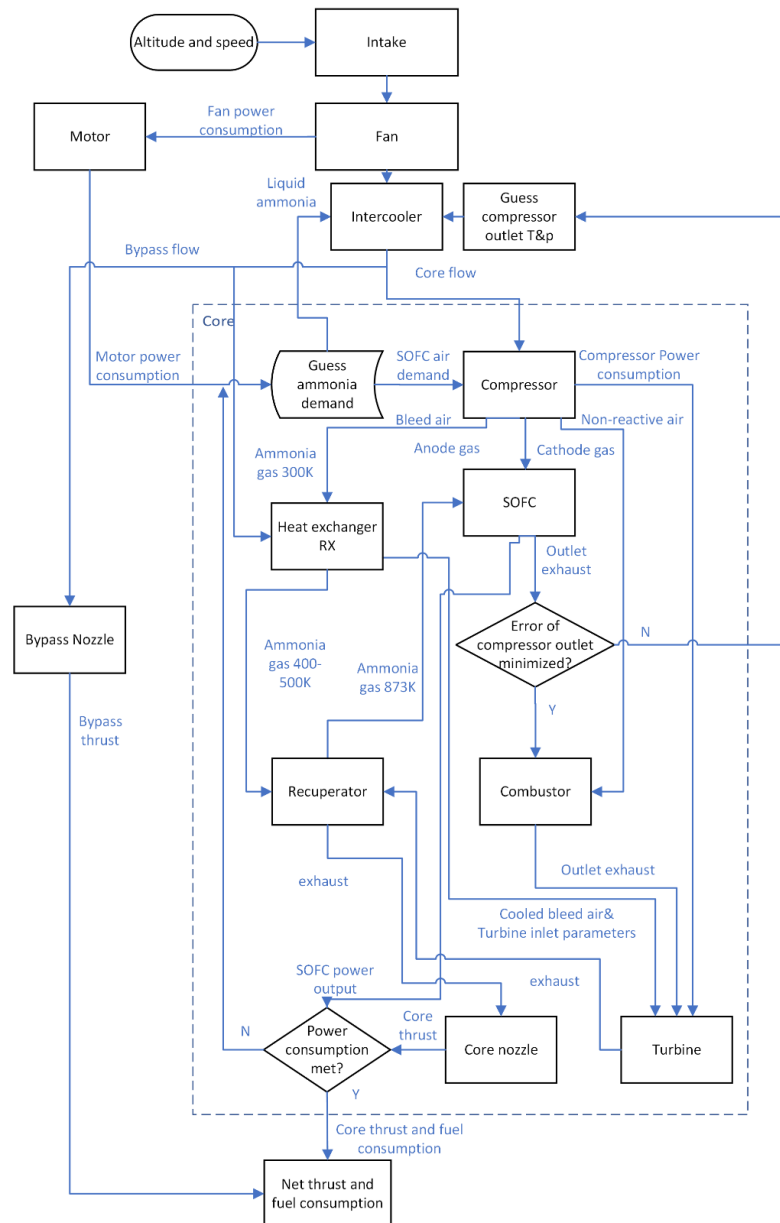 Altitude and speed
Intake
Fan power
consumption
Motor
Fan
Liquid
ammonia
Intercooler
Guess
compressor
outlet T&p
Bypass flow
Core flow
Core
Motor power
consumption
Guess
ammonia
demand
SOFC air
demand
Compressor
Compressor Power
consumption
Bleed air
Non-reactive air
Ammonia
gas 300K
Anode gas
Cathode gas
SOFC
Heat exchanger
RX
Outlet
exhaust
Bypass Nozzle
Ammonia
gas 400-
500K
Ammonia
gas 873K
Error of
compressor outlet
minimized?
N
Y
Bypass
thrust
Recuperator
Combustor
exhaust
Outlet exhaust
Cooled bleed air&
Turbine inlet parameters
SOFC power
output
exhaust
N
Power
consumption
met?
Core
thrust
Core nozzle
Turbine
Y
Core thrust and fuel
consumption
Net thrust and
fuel consumption